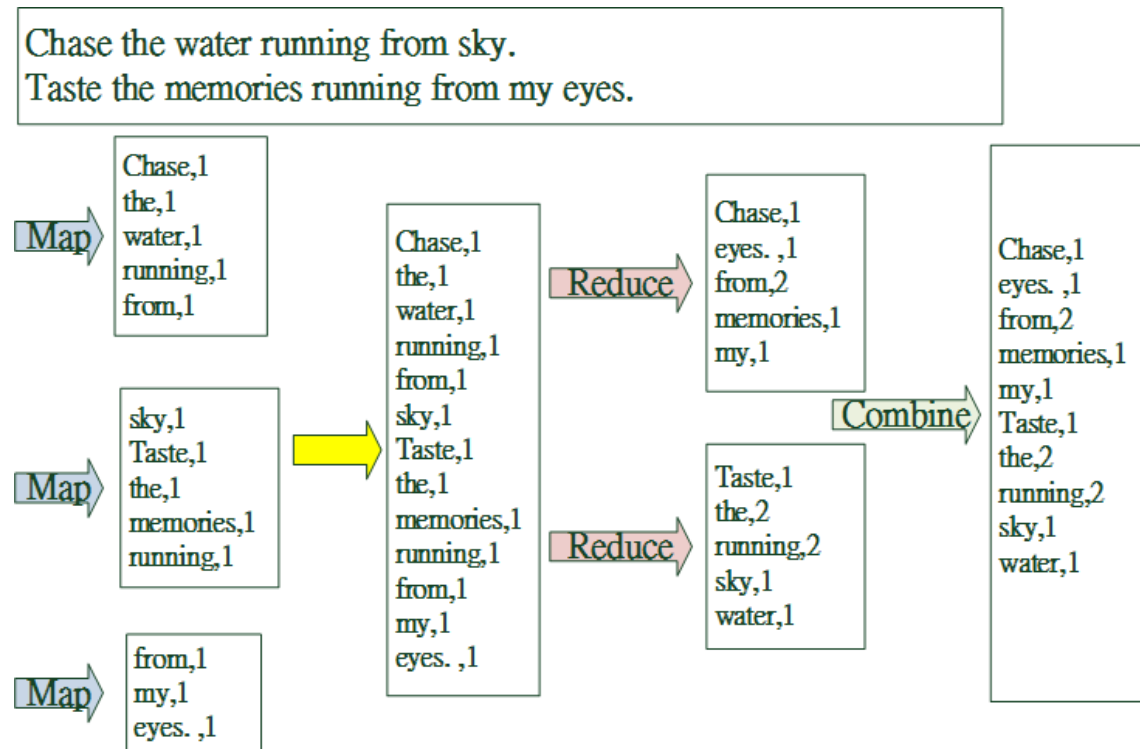 Chase the water running from sky.
Taste the memories running from my eyes.
Map
Chase,1
the,1
water,1
running,1
from,1
Map
sky,1
Taste,1
the,1
memories,1
running,1
Map
from,1
my,1
eyes. ,1
Chase,1
the,1
water,1
running,1
from,1
sky,1
Taste,1
the,1
memories,1
running,1
from,1
my,1
eyes. ,1
Reduce
Chase,1
eyes. ,1
from,2
memories,1
my,1
Reduce
Taste,1
the,2
running,2
sky,1
water,1
Combine
Chase,1
eyes. ,1
from,2
memories,1
my,1
Taste,1
the,2
running,2
sky,1
water,1